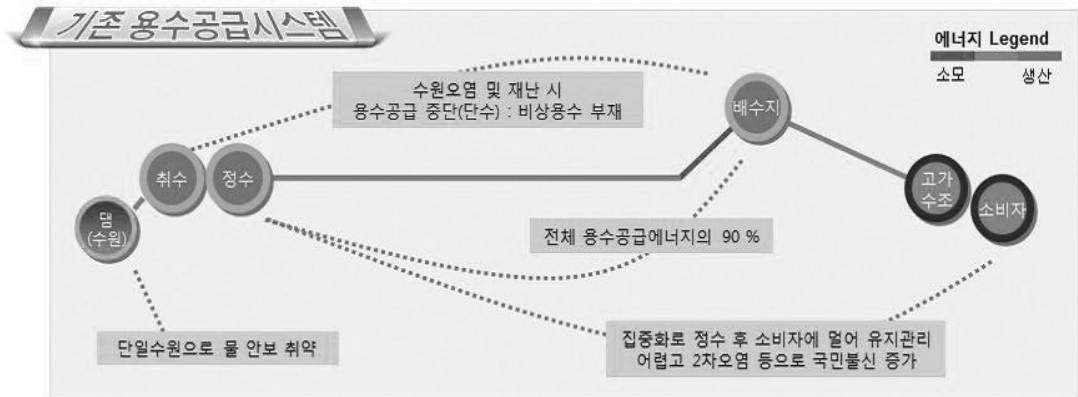 기존 용수공급시스템
에너지 Legend
소모 생산
수원오염 및 재난 시
용수공급 중단(단수) : 비상용수 부재
배수지
취수
정수
고가
수조
소비자
댐
(수원)
전체 용수공급에너지의 90 %
단일수원으로 물 안보 취약
집중화로 정수 후 소비자에 멀어 유지관리
어렵고 2차오염 등으로 국민불신 증가